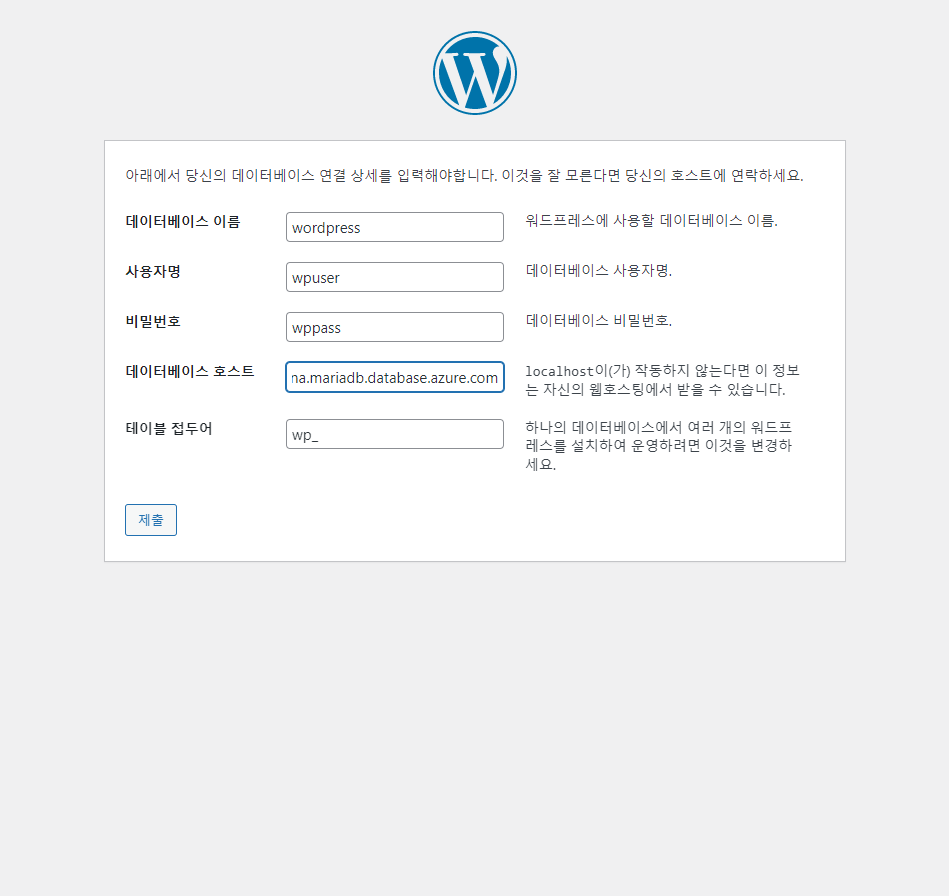 아래에서 당신의 데이터베이스 연결 상세를 입력해야합니다. 이것을 잘 모른다면 당신의 호스트에 연락하세요.
데이터베이스 이름
wordpress
워드프레스에 사용할 데이터베이스 이름.
사용자명
wpuser
데이터베이스 사용자명.
비밀번호
wppass
데이터베이스 비밀번호.
데이터베이스 호스트
na.mariadb.database.azure.com
localhost이(가) 작동하지 않는다면 이 정보
는 자신의 웹호스팅에서 받을 수 있습니다.
테이블 접두어
wp_
하나의 데이터베이스에서 여러 개의 워드프
레스를 설치하여 운영하려면 이것을 변경하
세요.
제출